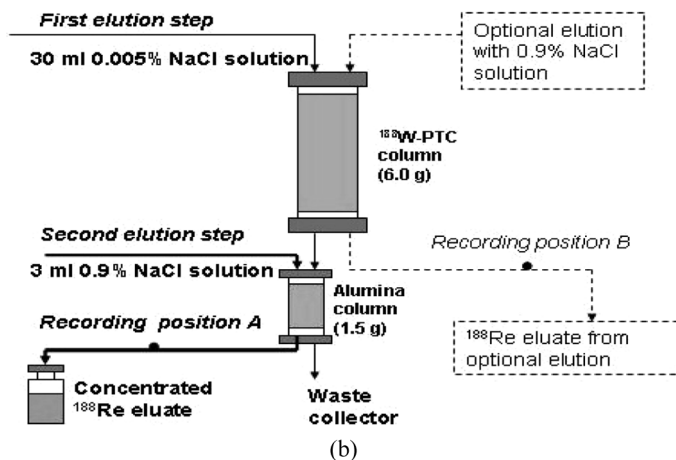 First elution step
30 ml 0.005% NaCl solution
Optional elution
with 0.9% NaCl
solution
¹⁸⁸W-PTC
column
(6.0 g)
Second elution step
3 ml 0.9% NaCl solution
Recording position B
Alumina
column
(1.5 g)
Recording position A
¹⁸⁸Re eluate from
optional elution
Concentrated
¹⁸⁸Re eluate
Waste
collector
(b)